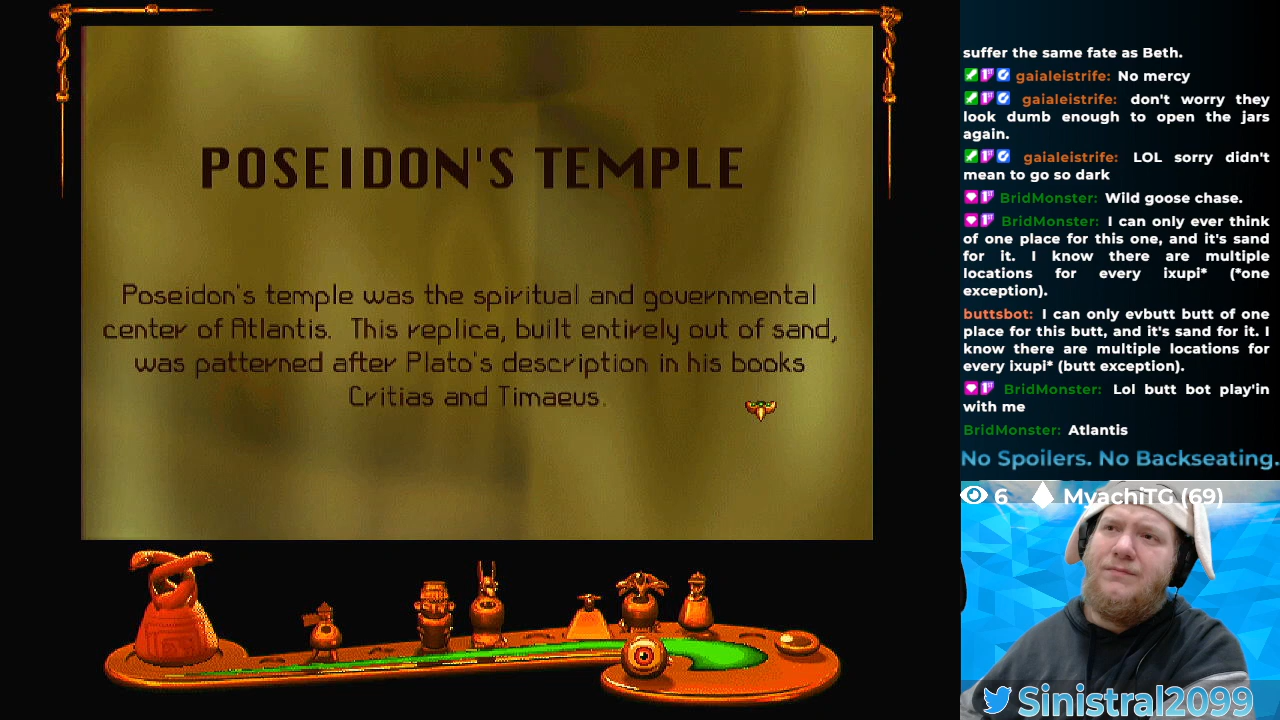 POSEIDON'S TEMPLE
Poseidon's temple was the spiritual and governmental
center of Atlantis. This replica, built entirely out of sand,
was patterned after Plato's description in his books
Critias and Timaeus.
suffer the same fate as Beth.
gaialeistrife: No mercy
gaialeistrife: don't worry they
look dumb enough to open the jars
again.
gaialeistrife: LOL sorry didn't
mean to go so dark
BridMonster: Wild goose chase.
BridMonster: I can only ever think
of one place for this one, and it's sand
for it. I know there are multiple
locations for every ixupi* (*one
exception).
buttsbot: I can only evbutt butt of one
place for this butt, and it's sand for it. I
know there are multiple locations for
every ixupi* (butt exception).
BridMonster: Lol butt bot play'in
with me
BridMonster: Atlantis
No Spoilers. No Backseating.
6 MyachiTG (69)
Sinistral2099